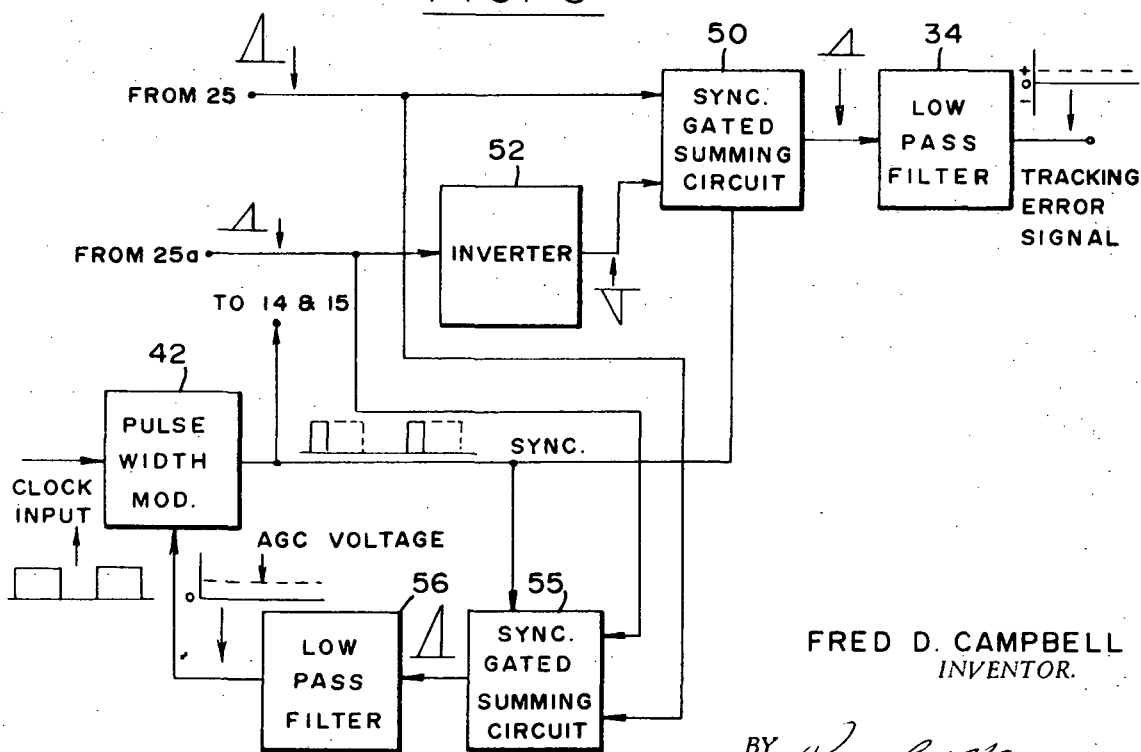 50
34
FROM 25
SYNC.
GATED
SUMMING
CIRCUIT
+
0
-
LOW
PASS
FILTER
52
INVERTER
TRACKING
ERROR
SIGNAL
FROM 25a
TO 14 & 15
42
PULSE
WIDTH
MOD.
SYNC.
CLOCK
INPUT
AGC VOLTAGE
0
56
55
LOW
PASS
FILTER
SYNC.
GATED
SUMMING
CIRCUIT
FRED D. CAMPBELL
INVENTOR.
BY